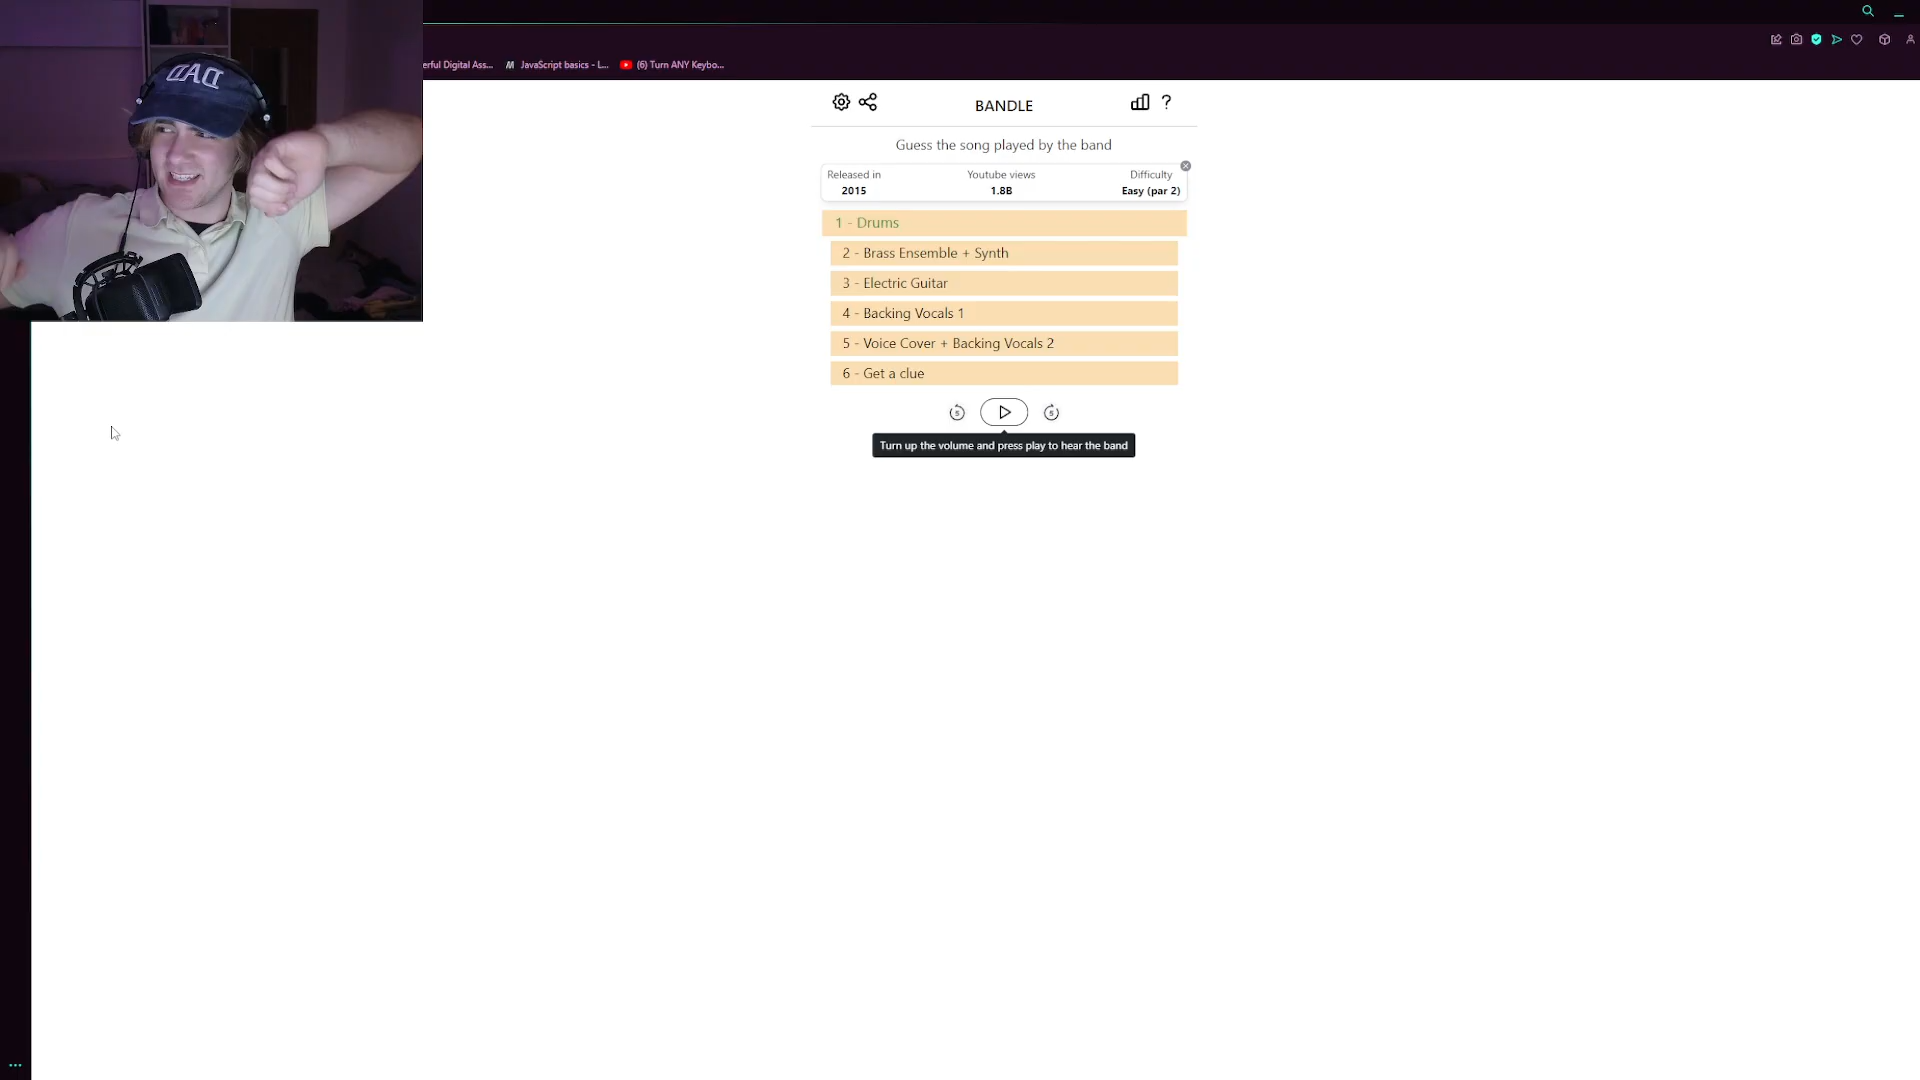 DAD
erful Digital Ass...
JavaScript basics - L...
(6) Turn ANY Keybo...
BANDLE
?
Guess the song played by the band
Released in
2015
Youtube views
1.8B
Difficulty
Easy (par 2)
1 - Drums
2 - Brass Ensemble + Synth
3 - Electric Guitar
4 - Backing Vocals 1
5 - Voice Cover + Backing Vocals 2
6 - Get a clue
5
5
Turn up the volume and press play to hear the band